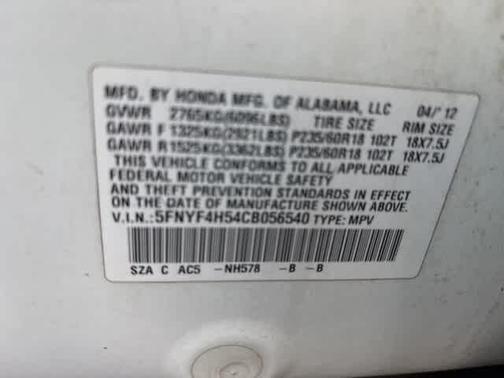 MFD. BY HONDA MFG. OF ALABAMA, LLC 04/'12
GVWR 2765KG(6096LBS) TIRE SIZE RIM SIZE
GAWR F 1325KG(2921LBS) P235/60R18 102T 18X7.5J
GAWR R1525KG(3362LBS) P235/60R18 102T 18X7.5J
THIS VEHICLE CONFORMS TO ALL APPLICABLE
FEDERAL MOTOR VEHICLE SAFETY
AND THEFT PREVENTION STANDARDS IN EFFECT
ON THE DATE OF MANUFACTURE SHOWN ABOVE.
V.I.N.:5FNYF4H54CB056540 TYPE: MPV
SZA C AC5 -NH578 -B -B